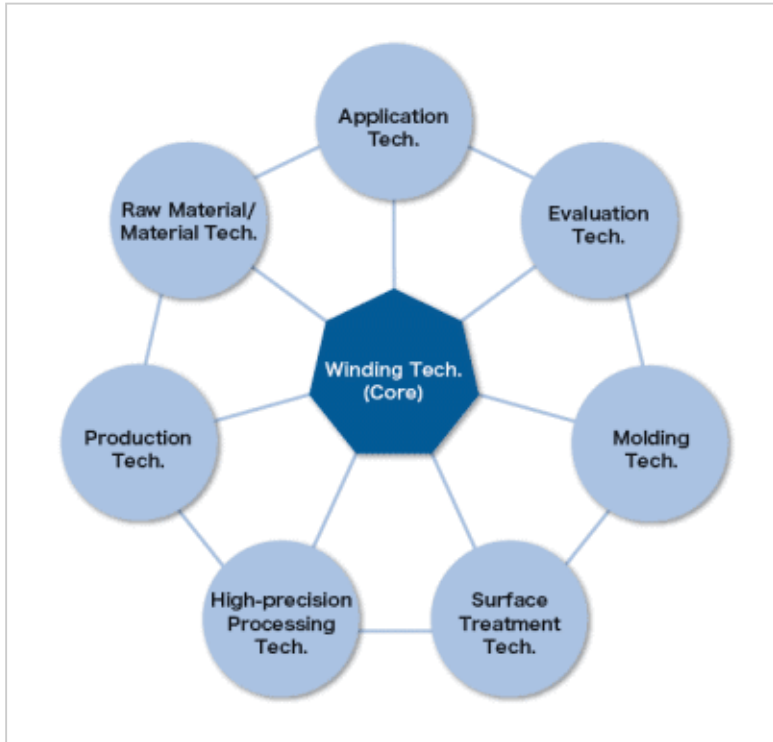 Application
Tech.
Raw Material/
Material Tech.
Evaluation
Tech.
Winding Tech.
(Core)
Production
Tech.
Molding
Tech.
High-precision
Processing
Tech.
Surface
Treatment
Tech.